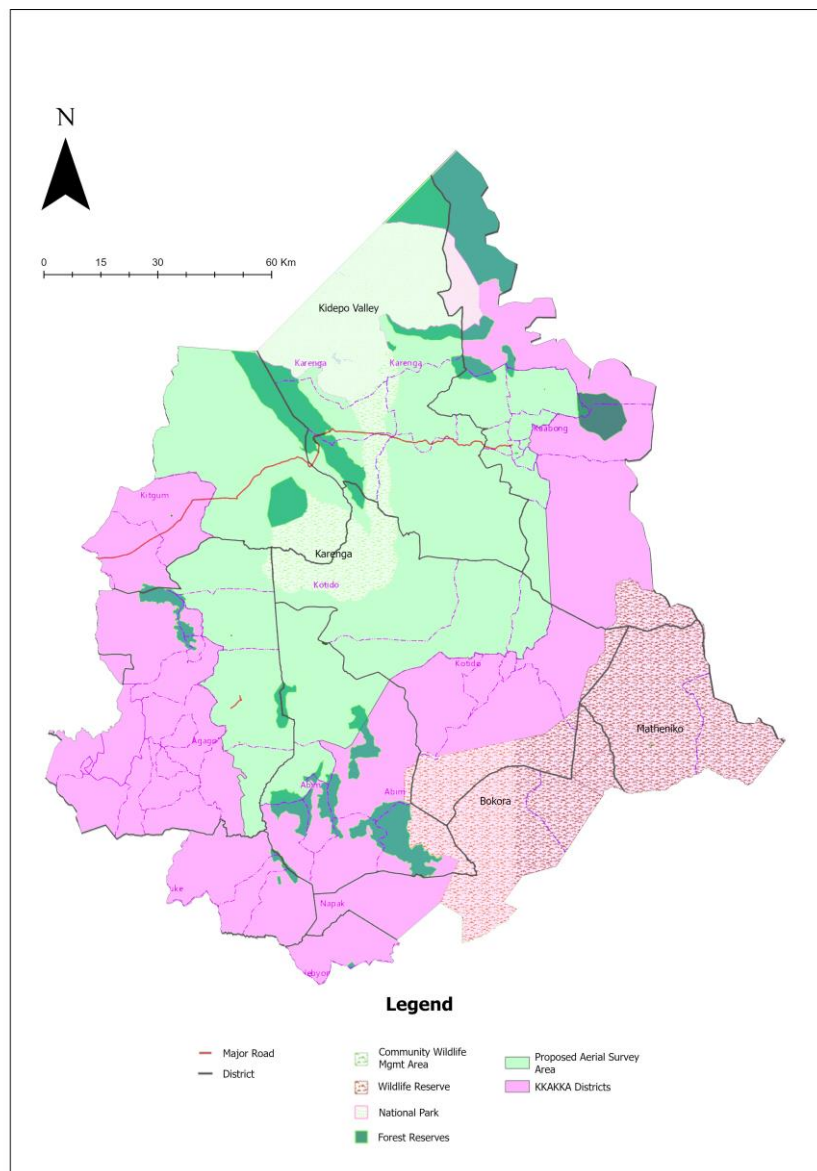 N
0 15 30 60 Km
Kidepo Valley
Karenga
Karenga
Kaabong
Kitgum
Karenga
Kotido
Kotido
Matheniko
Agago
Abim
Abim
Bokora
Napak
Legend
Major Road
District
Community Wildlife
Mgmt Area
Wildlife Reserve
National Park
Forest Reserves
Proposed Aerial Survey
Area
KKAKKA Districts